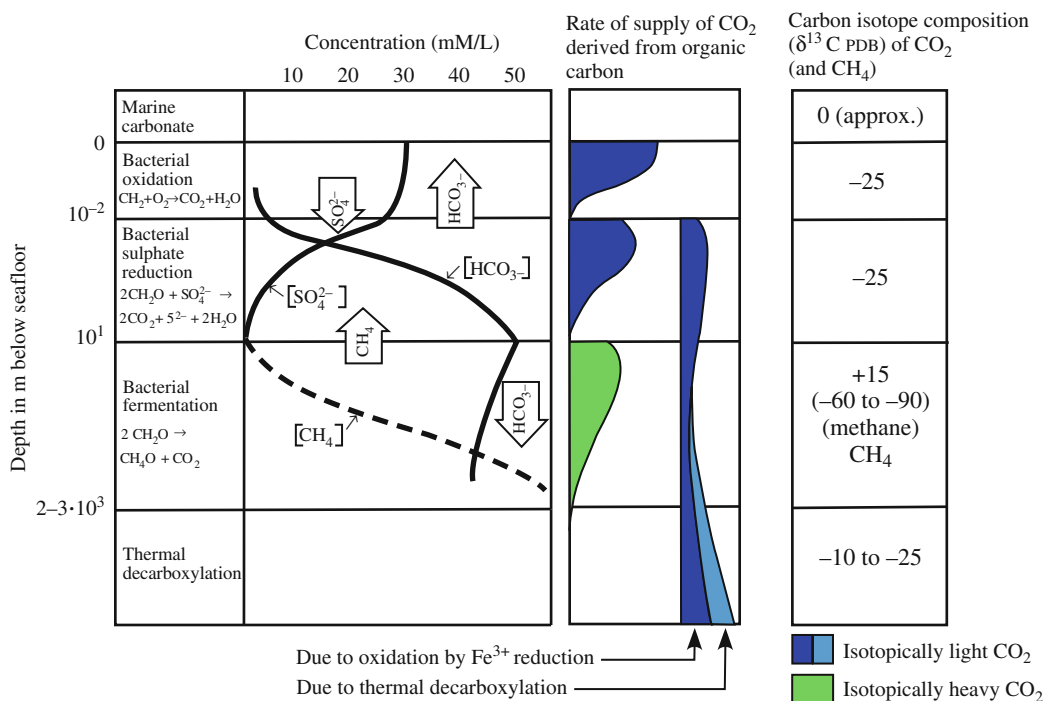 Concentration (mM/L)
10 20 30 40 50
Rate of supply of CO₂
derived from organic
carbon
Carbon isotope composition
(δ¹³ C PDB) of CO₂
(and CH₄)
Depth in m below seafloor
Marine
carbonate
0 (approx.)
0
Bacterial
oxidation
CH₂+O₂→CO₂+H₂O
SO₄²⁻
HCO₃₋
–25
10⁻²
Bacterial
sulphate
reduction
2CH₂O + SO₄²⁻ →
2CO₂+ 5²⁻ + 2H₂O
[HCO₃₋]
[SO₄²⁻]
CH₄
–25
10¹
Bacterial
fermentation
2 CH₂O →
CH₄O + CO₂
[CH₄]
HCO₃₋
+15
(–60 to –90)
(methane)
CH₄
2–3·10³
Thermal
decarboxylation
–10 to –25
Due to oxidation by Fe³⁺ reduction
Due to thermal decarboxylation
Isotopically light CO₂
Isotopically heavy CO₂